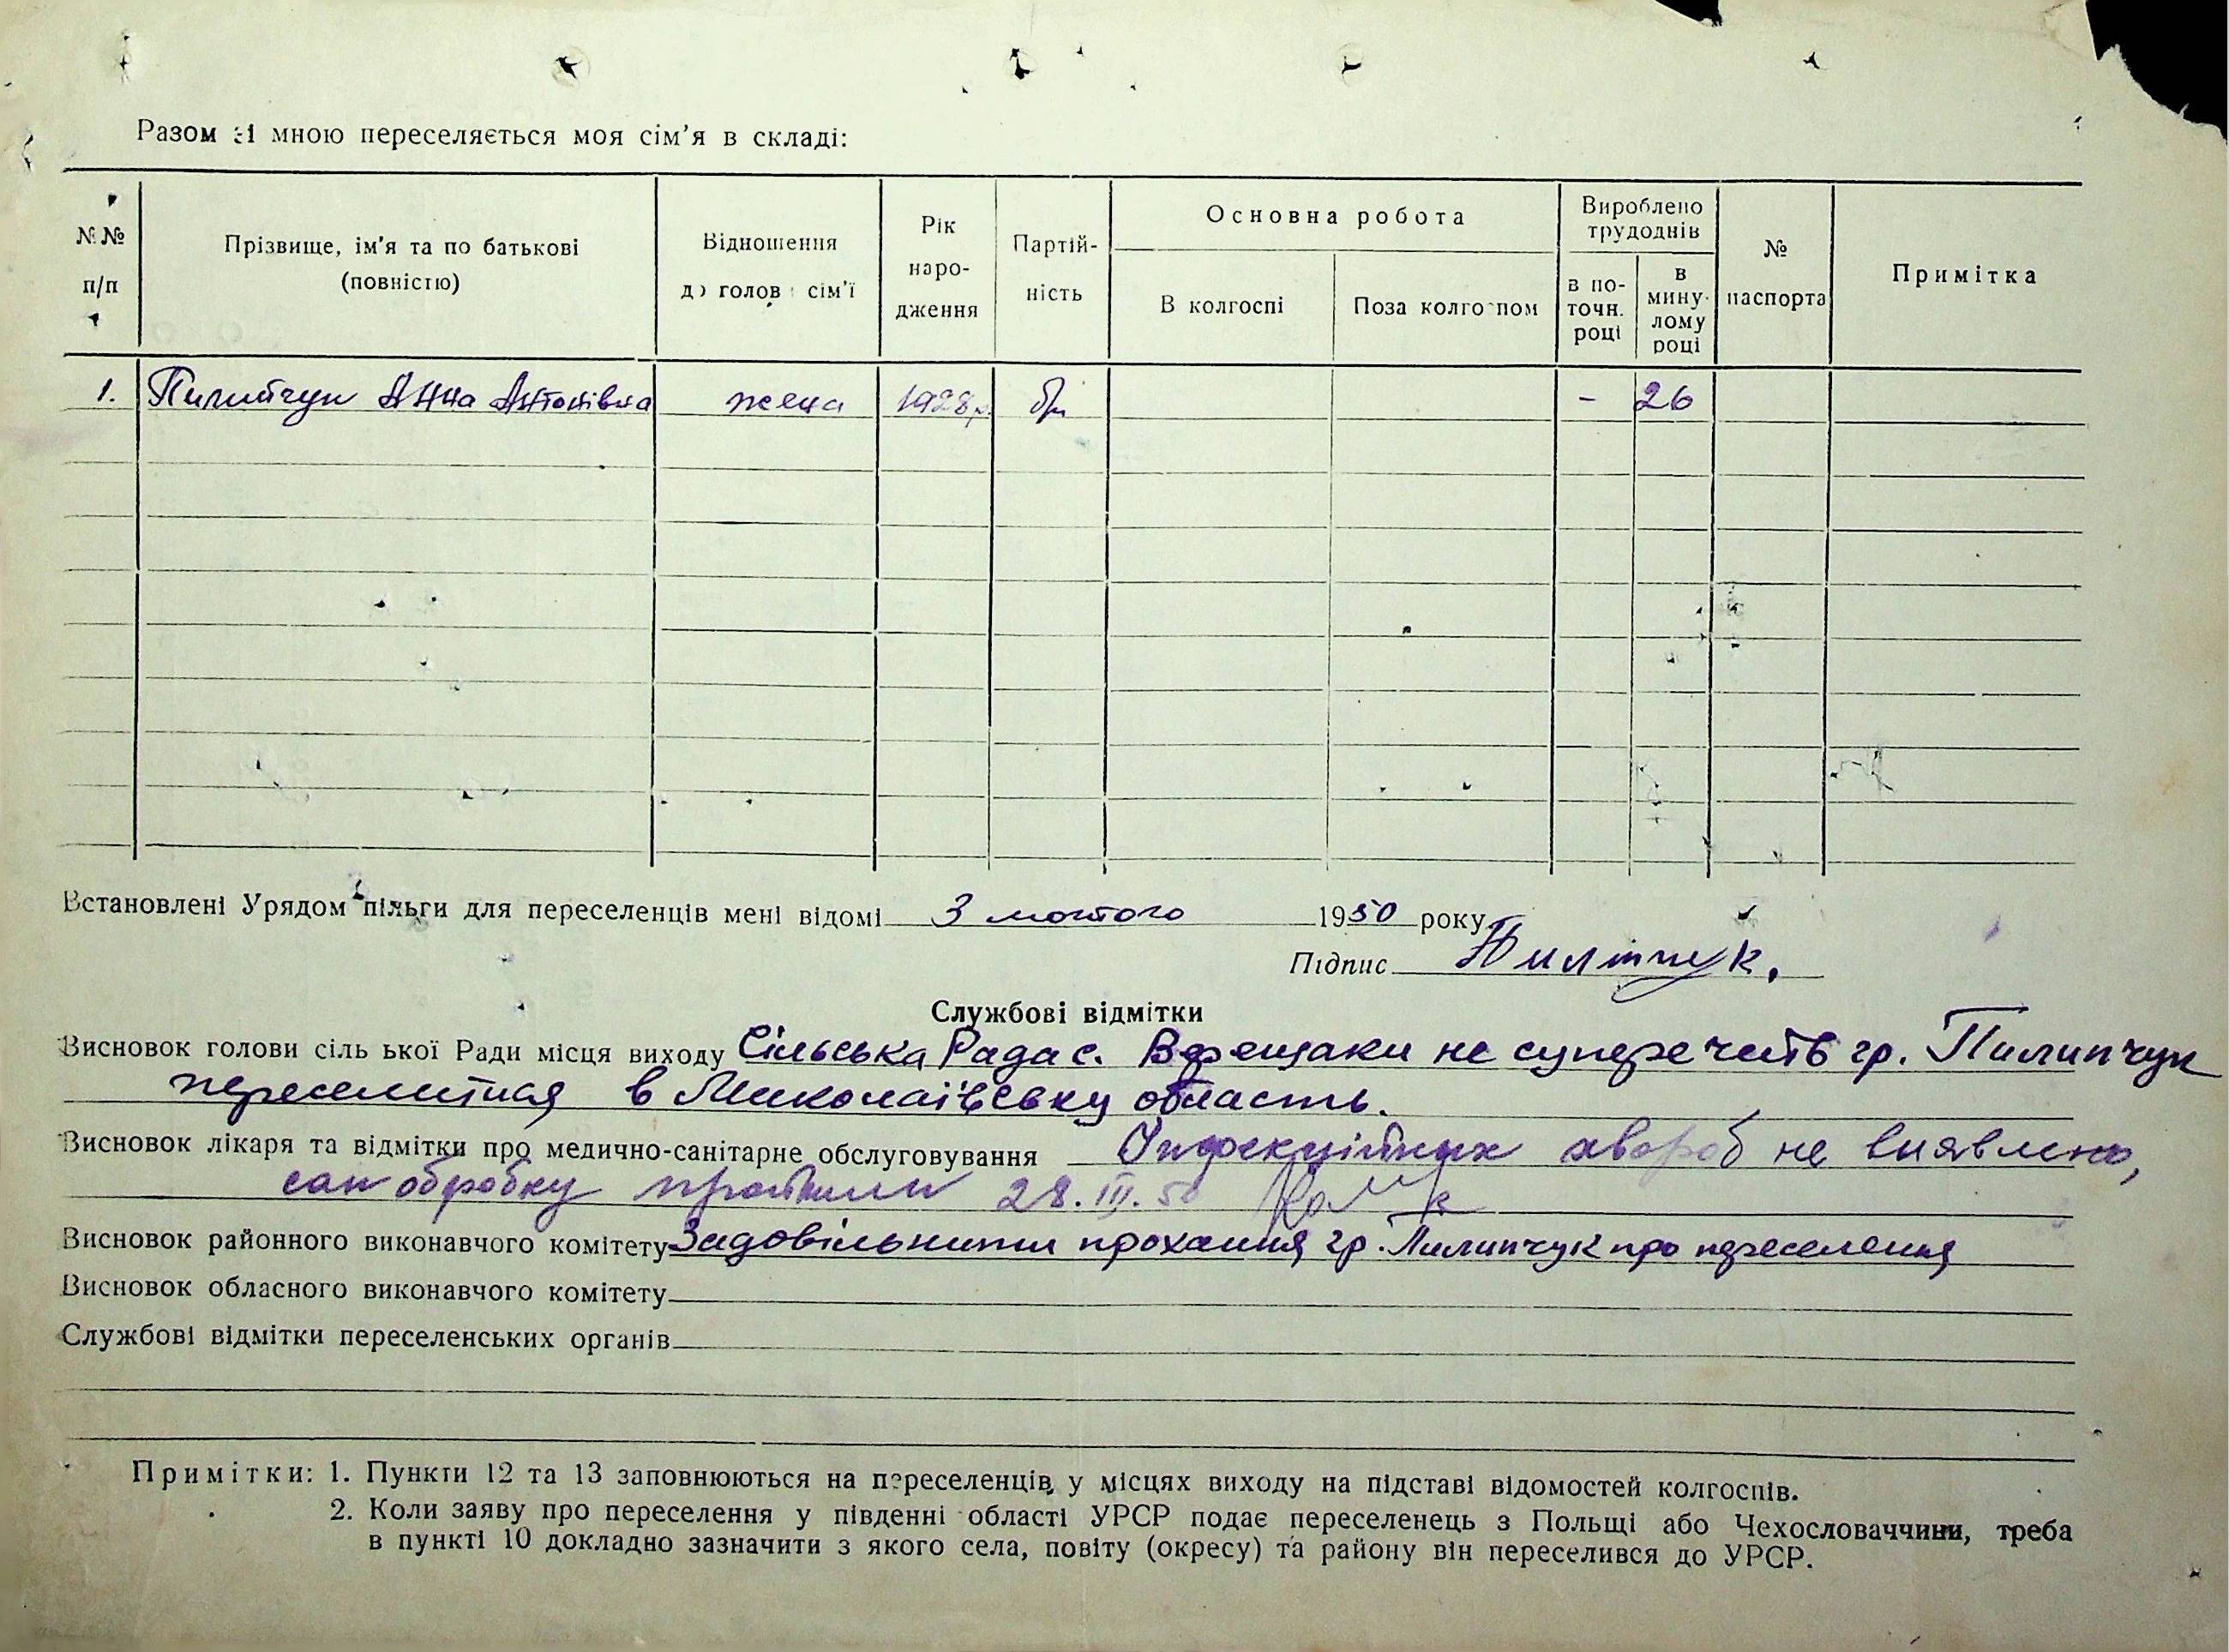 Разом зі мною переселяється моя сім'я в складі:
№№ п/п
Прізвище, ім'я та по батькові (повністю)
Відношення до голови сім'ї
Рік народження
Партійність
Основна робота
В колгоспі
Поза колгоспом
Вироблено трудоднів
в поточн. році
в минулому році
№ паспорта
Примітка
1. Пилипчук Анна Антонівна жена 1928р. б/п - 26
Встановлені Урядом пільги для переселенців мені відомі 3 лютого 1950 року
Підпис Пиліпчук.
Службові відмітки
Висновок голови сільської Ради місця виходу Сільська Рада с. Верещаки не суперечить гр. Пилипчук
переселитися в Миколаївську область.
Висновок лікаря та відмітки про медично-санітарне обслуговування Інфекційних хвороб не виявлено,
сан обробку пройшли 28.III.50
Висновок районного виконавчого комітету Задовільнити прохання гр. Пилипчук про переселення
Висновок обласного виконавчого комітету
Службові відмітки переселенських органів
Примітки: 1. Пункти 12 та 13 заповнюються на переселенців у місцях виходу на підставі відомостей колгоспів.
2. Коли заяву про переселення у південні області УРСР подає переселенець з Польщі або Чехословаччини, треба
в пункті 10 докладно зазначити з якого села, повіту (окресу) та району він переселився до УРСР.